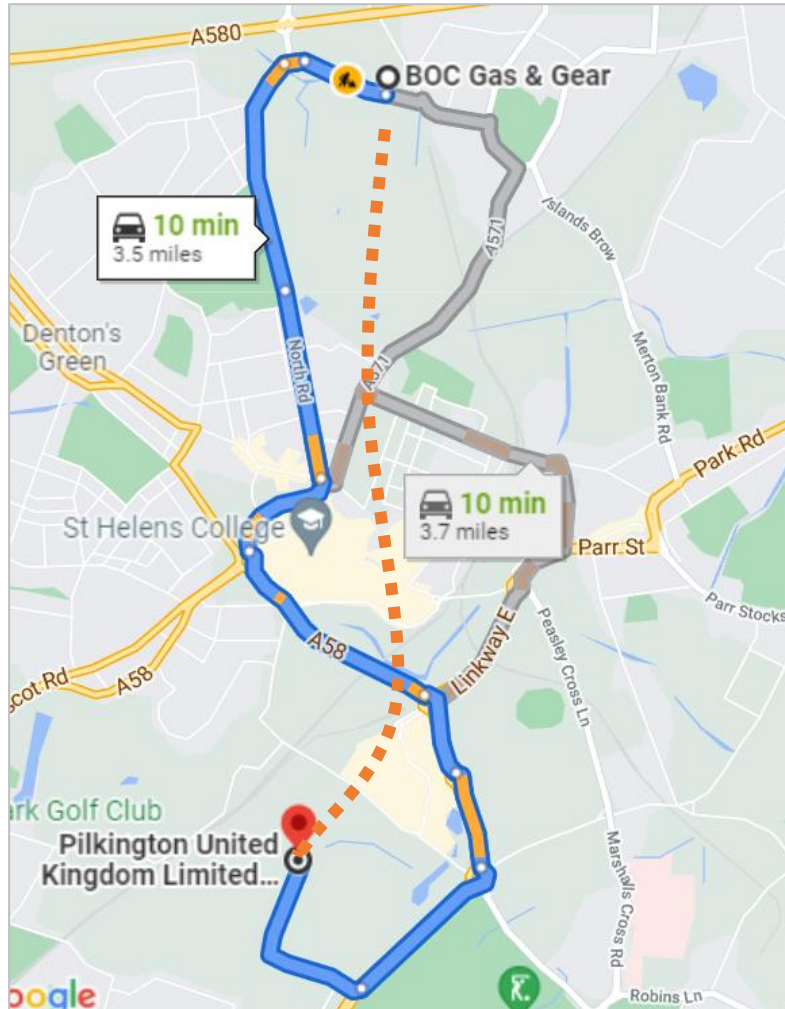 A580
BOC Gas & Gear
10 min
3.5 miles
Islands Brow
A571
Denton's
Green
North Rd
A571
Merton Bank Rd
Park Rd
10 min
3.7 miles
St Helens College
Parr St
Parr Stocks
A58
Linkway E
Peasley Cross Ln
scot Rd
A58
ark Golf Club
Pilkington United
Kingdom Limited...
Marshalls Cross Rd
oogle
Robins Ln